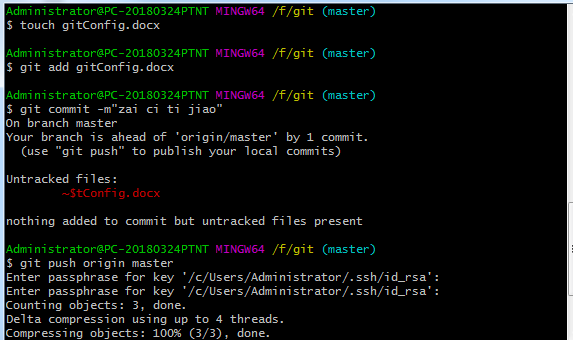 Administrator@PC-20180324PTNT MINGW64 /f/git (master)
$ touch gitConfig.docx
Administrator@PC-20180324PTNT MINGW64 /f/git (master)
$ git add gitConfig.docx
Administrator@PC-20180324PTNT MINGW64 /f/git (master)
$ git commit -m"zai ci ti jiao"
On branch master
Your branch is ahead of 'origin/master' by 1 commit.
(use "git push" to publish your local commits)
Untracked files:
~$tConfig.docx
nothing added to commit but untracked files present
Administrator@PC-20180324PTNT MINGW64 /f/git (master)
$ git push origin master
Enter passphrase for key '/c/Users/Administrator/.ssh/id_rsa':
Enter passphrase for key '/c/Users/Administrator/.ssh/id_rsa':
Counting objects: 3, done.
Delta compression using up to 4 threads.
Compressing objects: 100% (3/3), done.